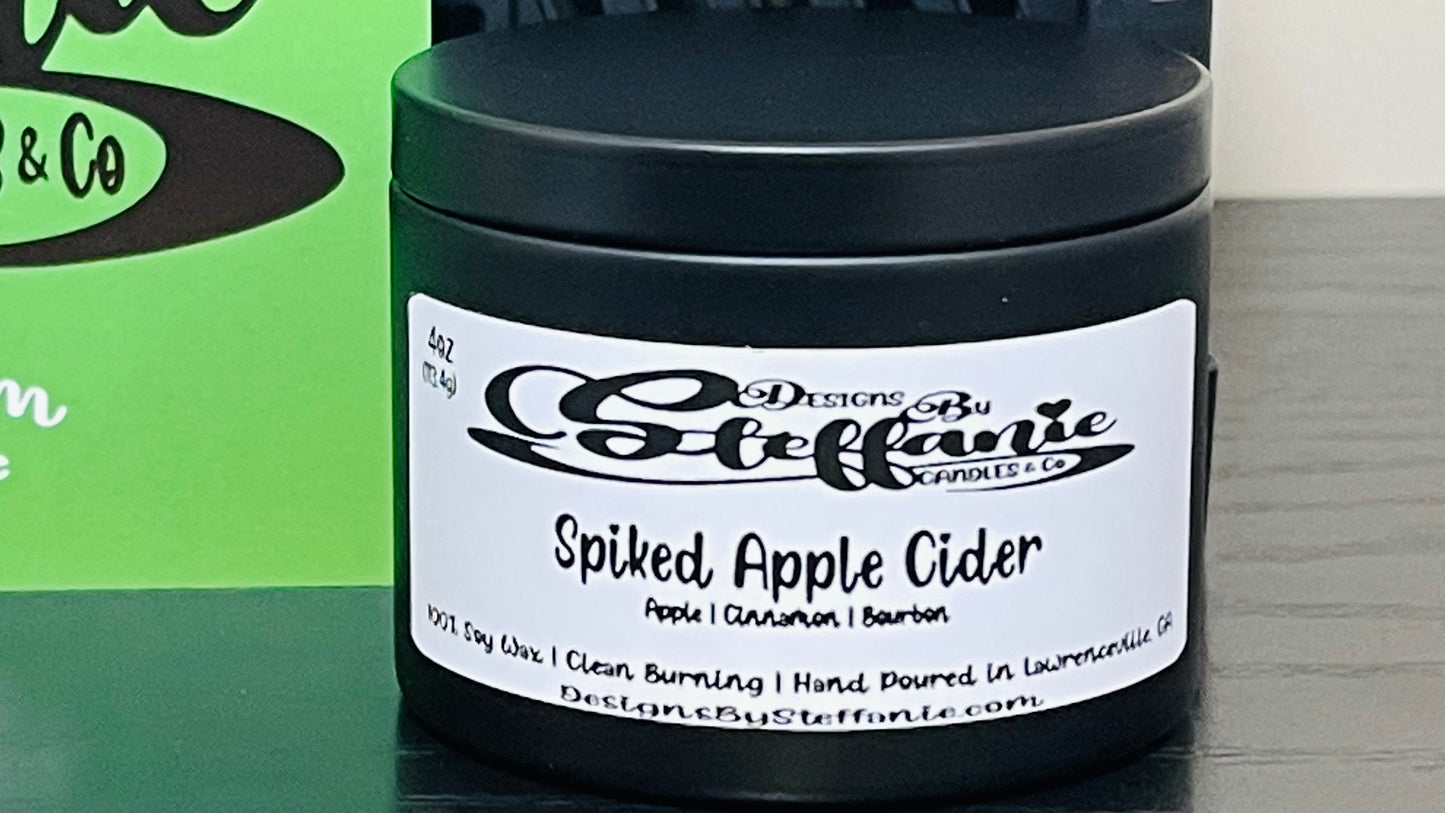 & Co
4oz
(113.4g)
Designs By
Steffanie
Candles & Co
Spiked Apple Cider
Apple | Cinnamon | Bourbon
100% Soy Wax | Clean Burning | Hand Poured in Lawrenceville, GA
DesignsBySteffanie.com